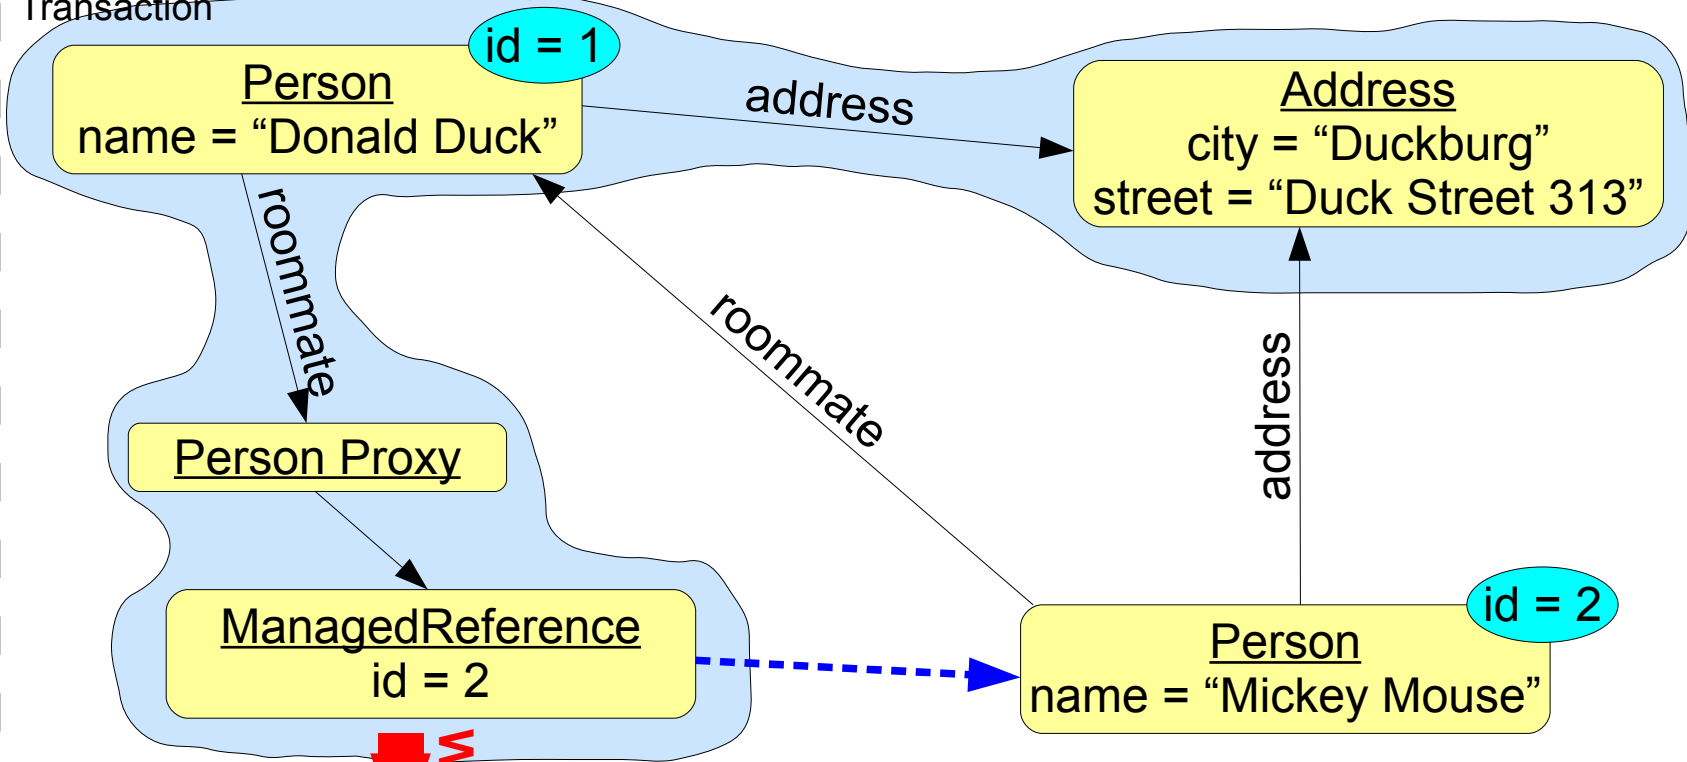 Transaction
id = 1
Person
name = “Donald Duck”
address
Address
city = “Duckburg”
street = “Duck Street 313”
roommate
roommate
address
Person Proxy
ManagedReference
id = 2
id = 2
Person
name = “Mickey Mouse”